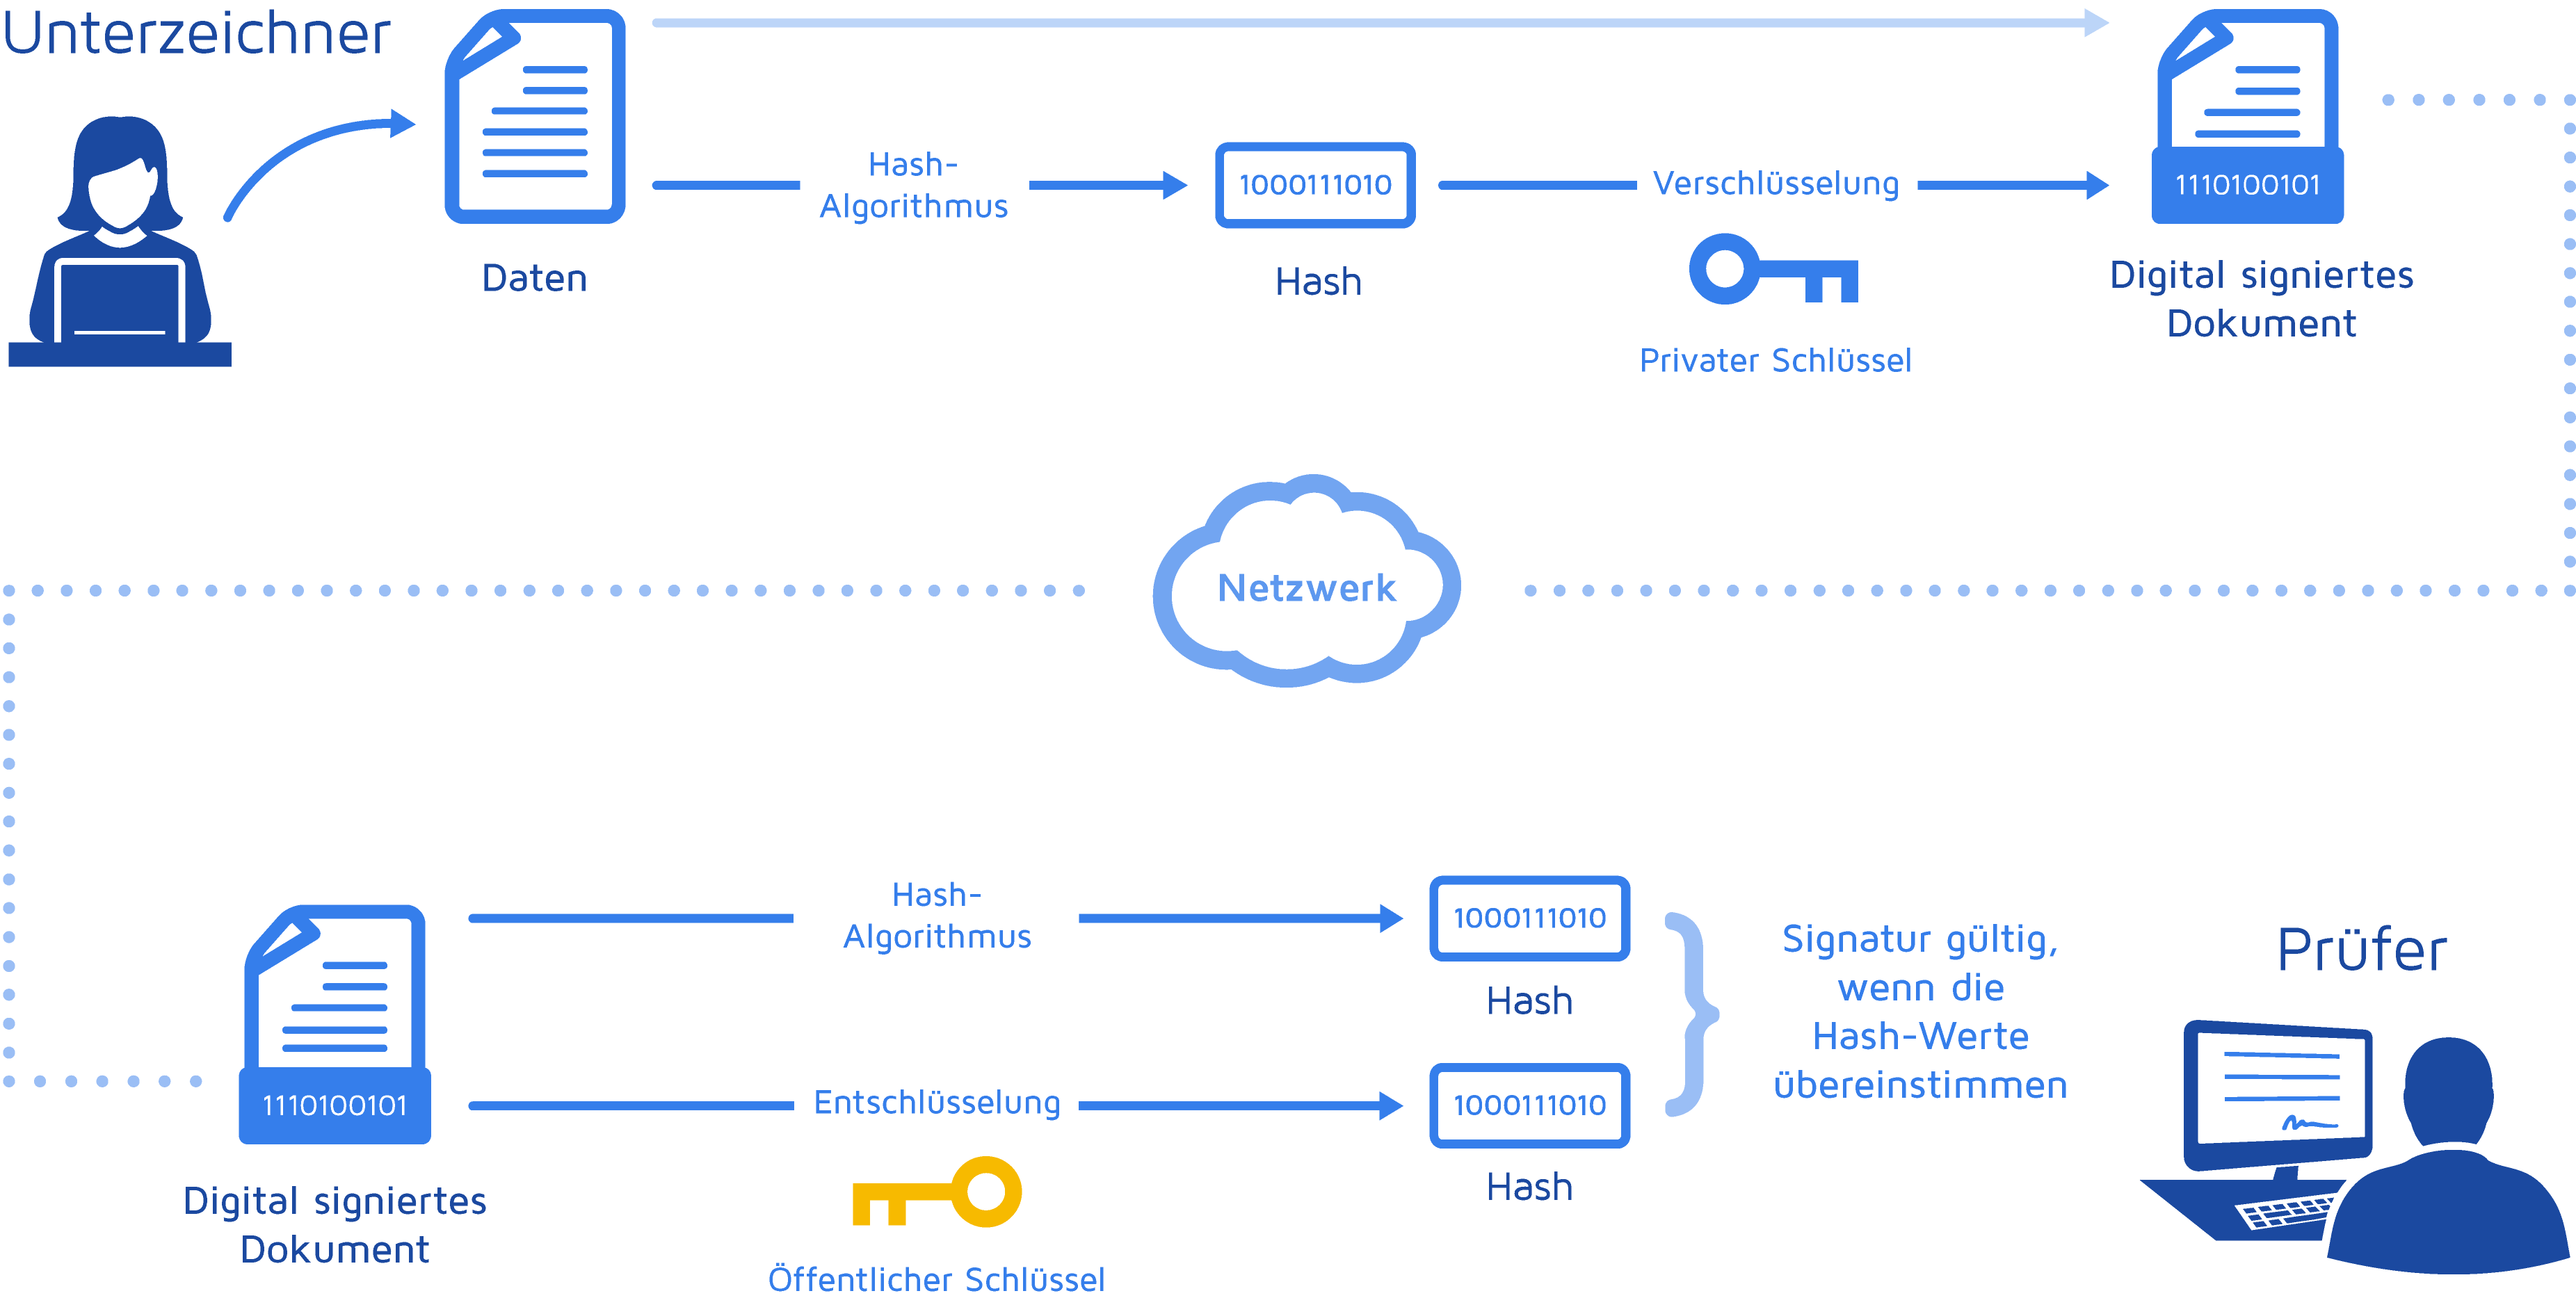 Unterzeichner
Daten
Hash-
Algorithmus
1000111010
Hash
Verschlüsselung
Privater Schlüssel
1110100101
Digital signiertes
Dokument
Netzwerk
1110100101
Digital signiertes
Dokument
Hash-
Algorithmus
1000111010
Hash
Entschlüsselung
Öffentlicher Schlüssel
1000111010
Hash
Signatur gültig,
wenn die
Hash-Werte
übereinstimmen
Prüfer